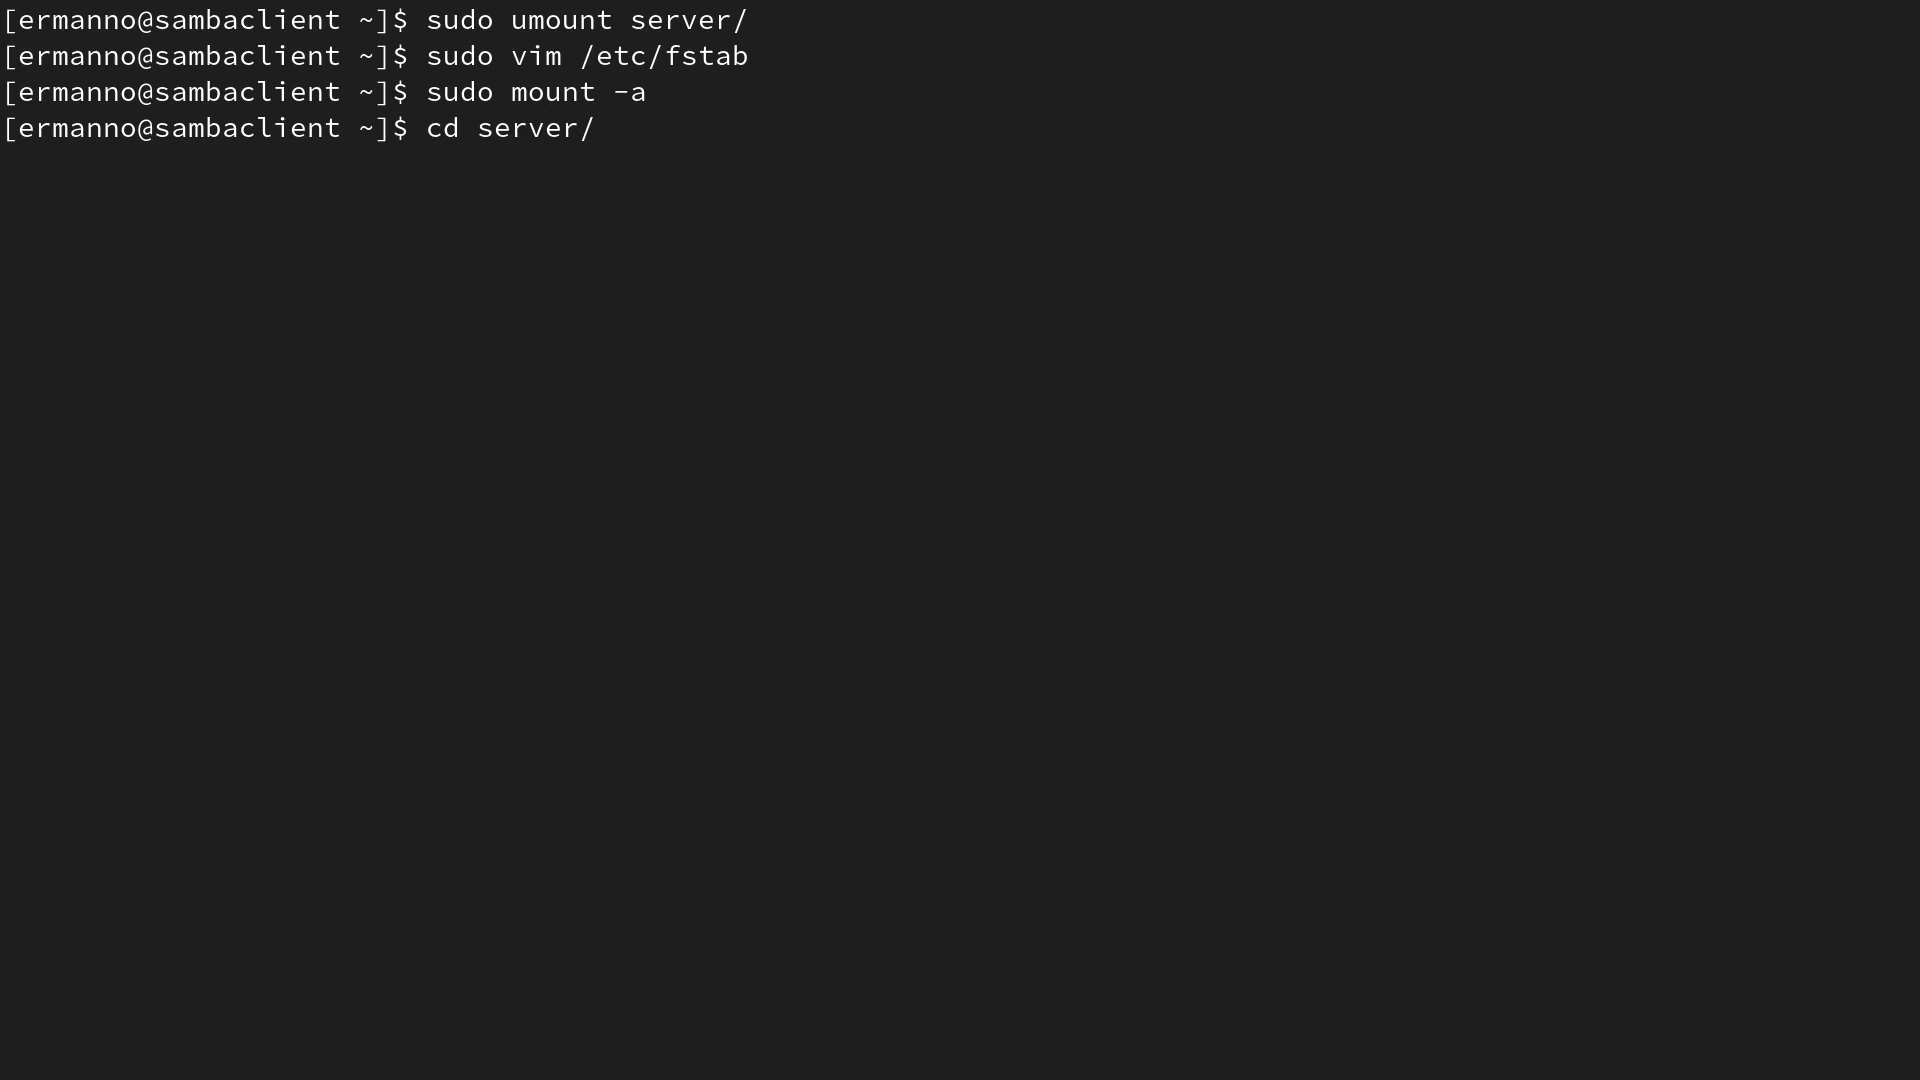 [ermanno@sambaclient ~]$ sudo umount server/
[ermanno@sambaclient ~]$ sudo vim /etc/fstab
[ermanno@sambaclient ~]$ sudo mount -a
[ermanno@sambaclient ~]$ cd server/